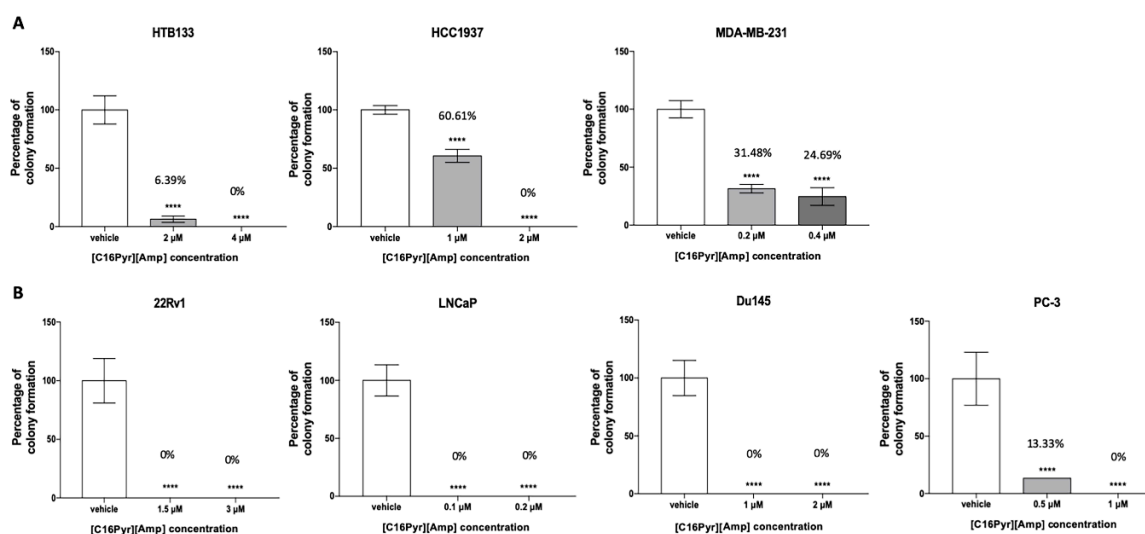 A
HTB133
Percentage of
colony formation
150
100
50
0
6.39%
****
0%
****
vehicle
2 µM
4 µM
[C16Pyr][Amp] concentration
HCC1937
Percentage of
colony formation
150
100
50
0
60.61%
****
0%
****
vehicle
1 µM
2 µM
[C16Pyr][Amp] concentration
MDA-MB-231
Percentage of
colony formation
150
100
50
0
31.48%
****
24.69%
****
vehicle
0.2 µM
0.4 µM
[C16Pyr][Amp] concentration
B
22Rv1
Percentage of
colony formation
150
100
50
0
0%
****
0%
****
vehicle
1.5 µM
3 µM
[C16Pyr][Amp] concentration
LNCaP
Percentage of
colony formation
150
100
50
0
0%
****
0%
****
vehicle
0.1 µM
0.2 µM
[C16Pyr][Amp] concentration
Du145
Percentage of
colony formation
150
100
50
0
0%
****
0%
****
vehicle
1 µM
2 µM
[C16Pyr][Amp] concentration
PC-3
Percentage of
colony formation
150
100
50
0
13.33%
****
0%
****
vehicle
0.5 µM
1 µM
[C16Pyr][Amp] concentration